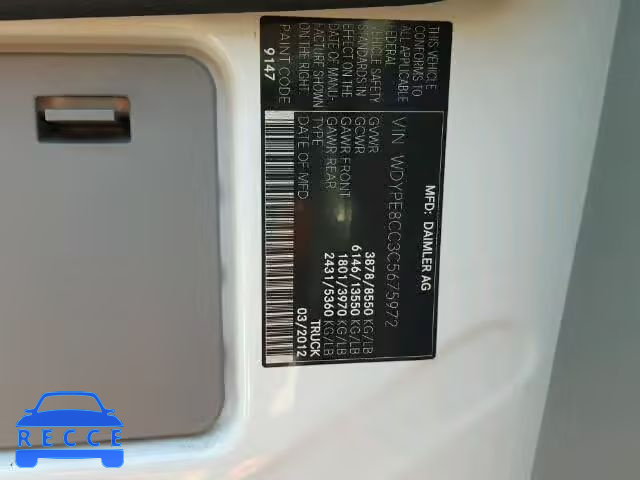 MFD: DAIMLER AG
VIN WDYPE8CC3C5675972
GVWR 3878/8550 KG/LB
GCWR 6146/13550 KG/LB
GAWR FRONT 1801/3970 KG/LB
GAWR REAR 2431/5360 KG/LB
TYPE TRUCK
DATE OF MFD. 03/2012
THIS VEHICLE
CONFORMS TO
ALL APPLICABLE
FEDERAL
VEHICLE SAFETY
STANDARDS IN
EFFECT ON THE
DATE OF MANU-
FACTURE SHOWN
ON THE RIGHT
PAINT CODE
9147
RECCE